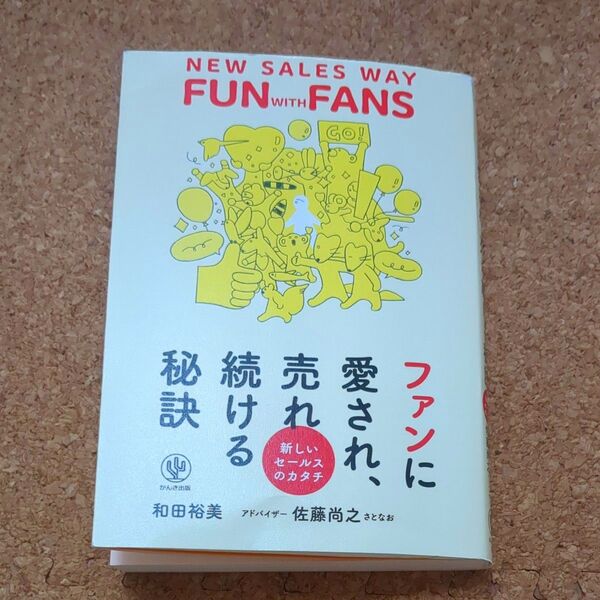 NEW SALES WAY
FUN WITH FANS
GO!
ファンに
愛され、
売れ
続ける
秘訣
新しい
セールス
のカタチ
かんき出版
和田裕美 アドバイザー 佐藤尚之 さとなお